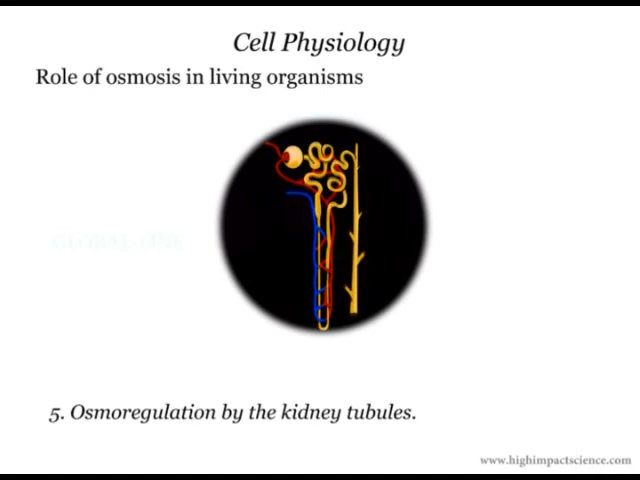 Cell Physiology
Role of osmosis in living organisms
5. Osmoregulation by the kidney tubules.
www.highimpactscience.com